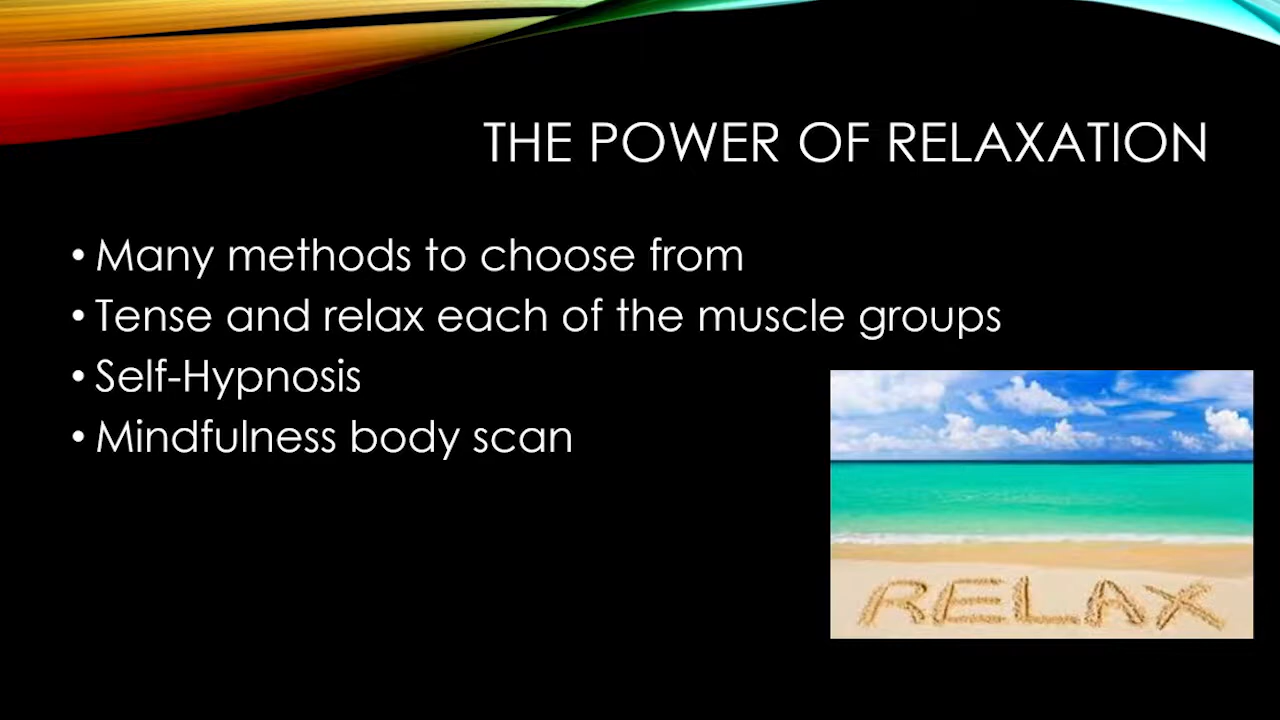 THE POWER OF RELAXATION
• Many methods to choose from
• Tense and relax each of the muscle groups
• Self-Hypnosis
• Mindfulness body scan
RELAX